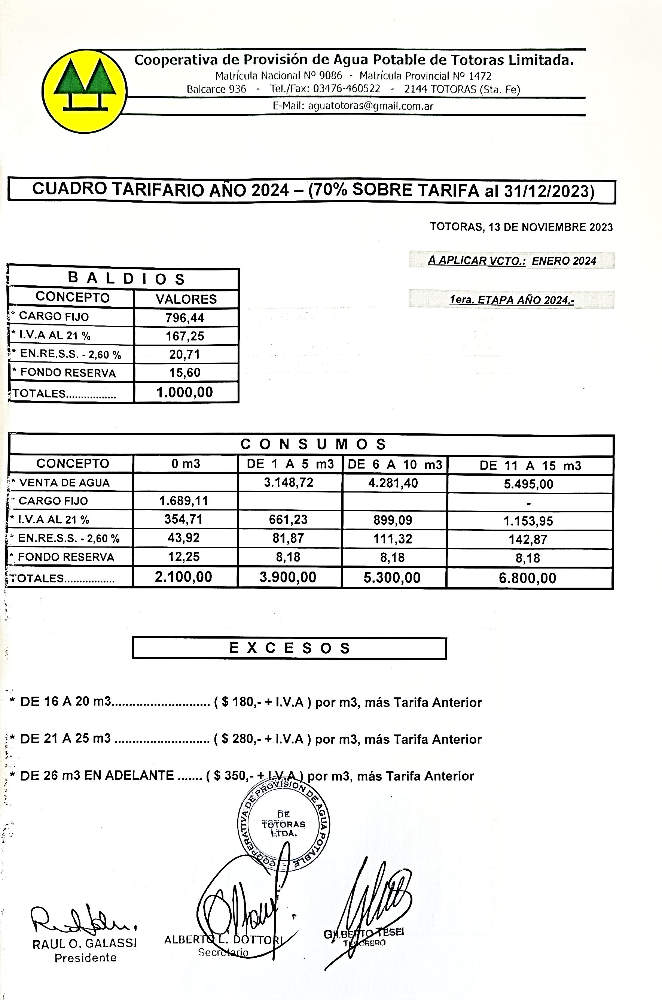 Cooperativa de Provisión de Agua Potable de Totoras Limitada.
Matrícula Nacional Nº 9086 - Matrícula Provincial Nº 1472
Balcarce 936 - Tel./Fax: 03476-460522 - 2144 TOTORAS (Sta. Fe)
E-Mail: aguatotoras@gmail.com.ar
CUADRO TARIFARIO AÑO 2024 – (70% SOBRE TARIFA al 31/12/2023)
TOTORAS, 13 DE NOVIEMBRE 2023
A APLICAR VCTO.: ENERO 2024
1era. ETAPA AÑO 2024.-
B A L D I O S
CONCEPTO VALORES
* CARGO FIJO 796,44
* I.V.A AL 21 % 167,25
* EN.RE.S.S. - 2,60 % 20,71
* FONDO RESERVA 15,60
TOTALES................. 1.000,00
C O N S U M O S
CONCEPTO 0 m3 DE 1 A 5 m3 DE 6 A 10 m3 DE 11 A 15 m3
* VENTA DE AGUA 3.148,72 4.281,40 5.495,00
* CARGO FIJO 1.689,11 -
* I.V.A AL 21 % 354,71 661,23 899,09 1.153,95
* EN.RE.S.S. - 2,60 % 43,92 81,87 111,32 142,87
* FONDO RESERVA 12,25 8,18 8,18 8,18
TOTALES................. 2.100,00 3.900,00 5.300,00 6.800,00
E X C E S O S
* DE 16 A 20 m3............................ ( $ 180,- + I.V.A ) por m3, más Tarifa Anterior
* DE 21 A 25 m3 ........................... ( $ 280,- + I.V.A ) por m3, más Tarifa Anterior
* DE 26 m3 EN ADELANTE ....... ( $ 350,- + I.V.A ) por m3, más Tarifa Anterior
COOPERATIVA DE PROVISION DE AGUA POTABLE -
DE
TOTORAS
LTDA.
RAUL O. GALASSI
Presidente
ALBERTO L. DOTTORI
Secretario
GILBERTO TESEI
TESORERO